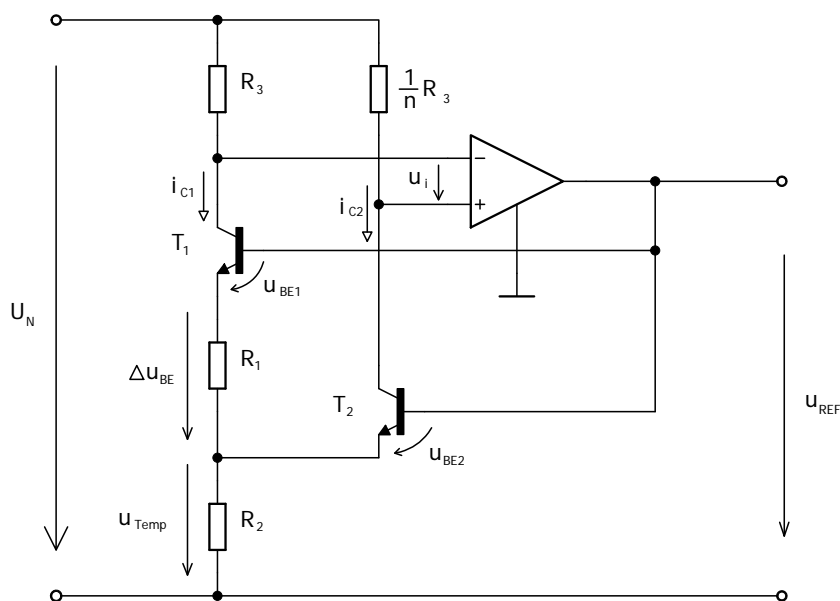 R3
1/n R3
iC1
ui
−
+
iC2
T1
uBE1
UN
ΔuBE
R1
T2
uREF
uBE2
uTemp
R2